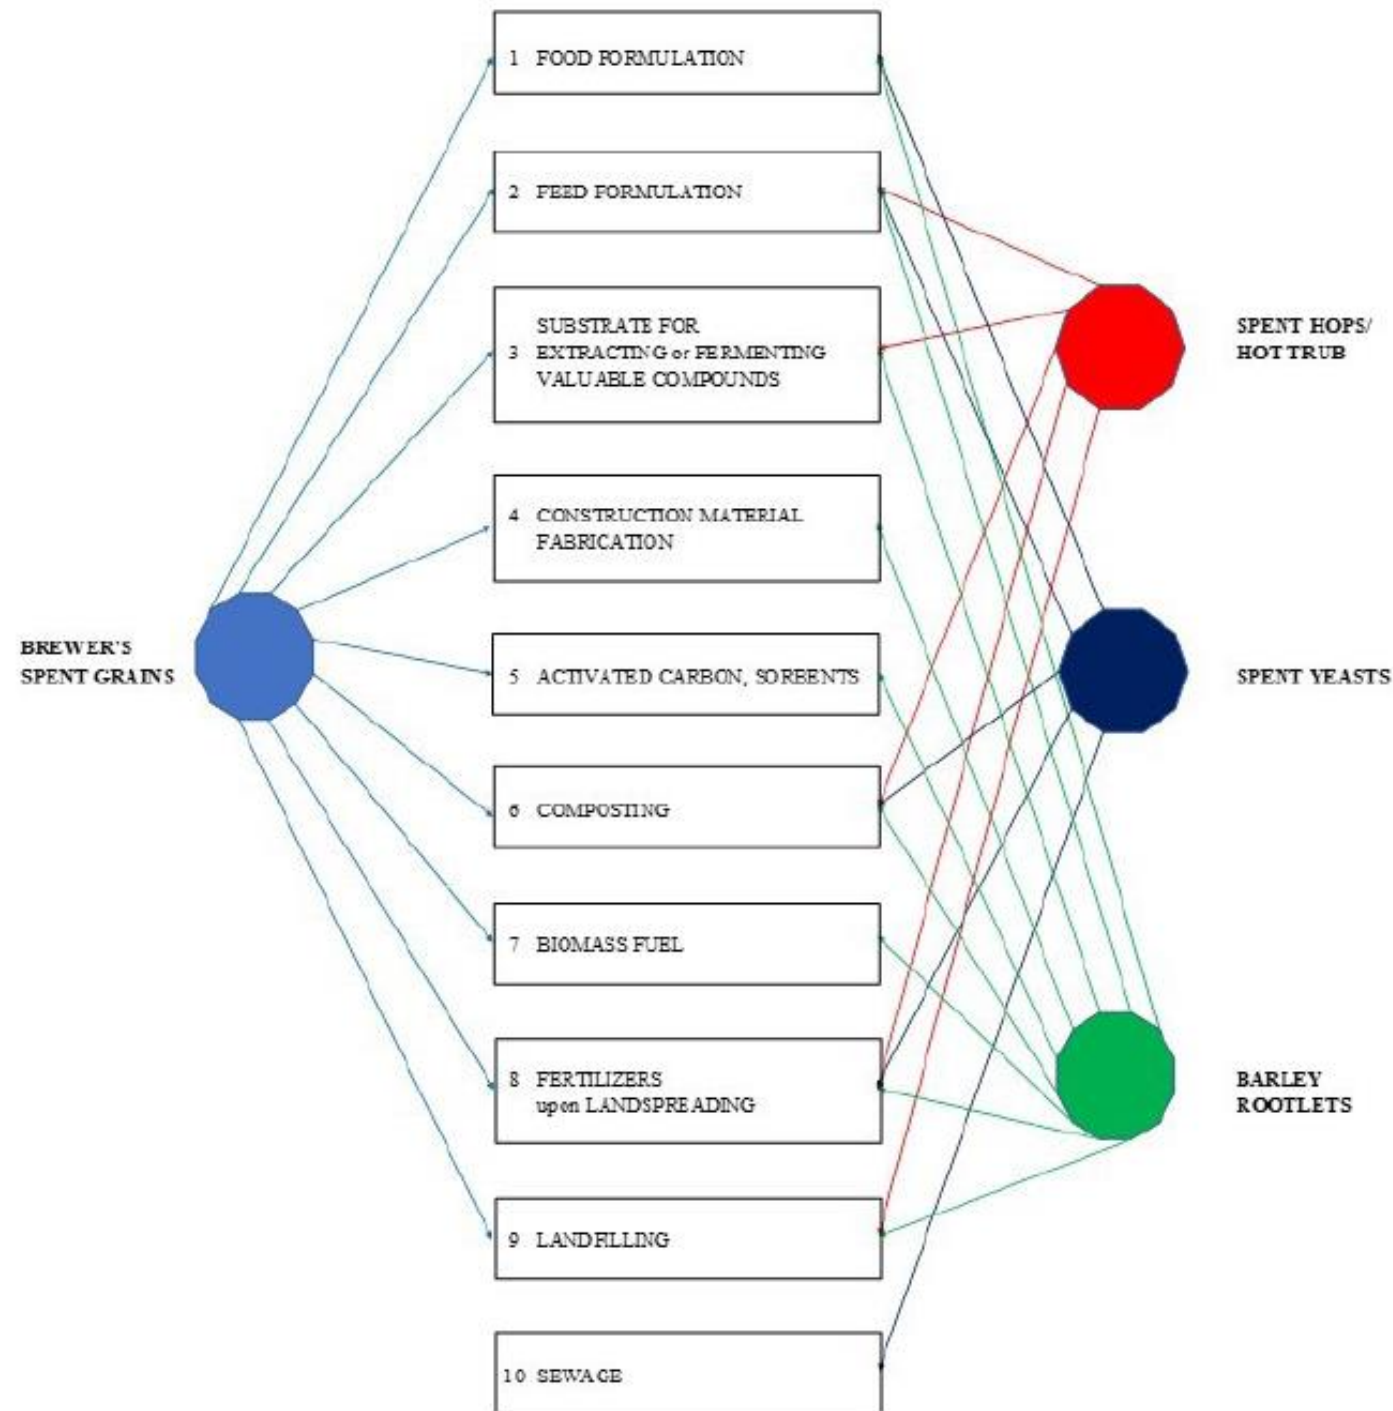 1 FOOD FORMULATION
2 FEED FORMULATION
SUBSTRATE FOR
3 EXTRACTING or FERMENTING
VALUABLE COMPOUNDS
SPENT HOPS/
HOT TRUB
4 CONSTRUCTION MATERIAL
FABRICATION
BREWER'S
SPENT GRAINS
5 ACTIVATED CARBON, SORBENTS
SPENT YEASTS
6 COMPOSTING
7 BIOMASS FUEL
8 FERTILIZERS
upon LANDSPREADING
BARLEY
ROOTLETS
9 LANDFILLING
10 SEWAGE